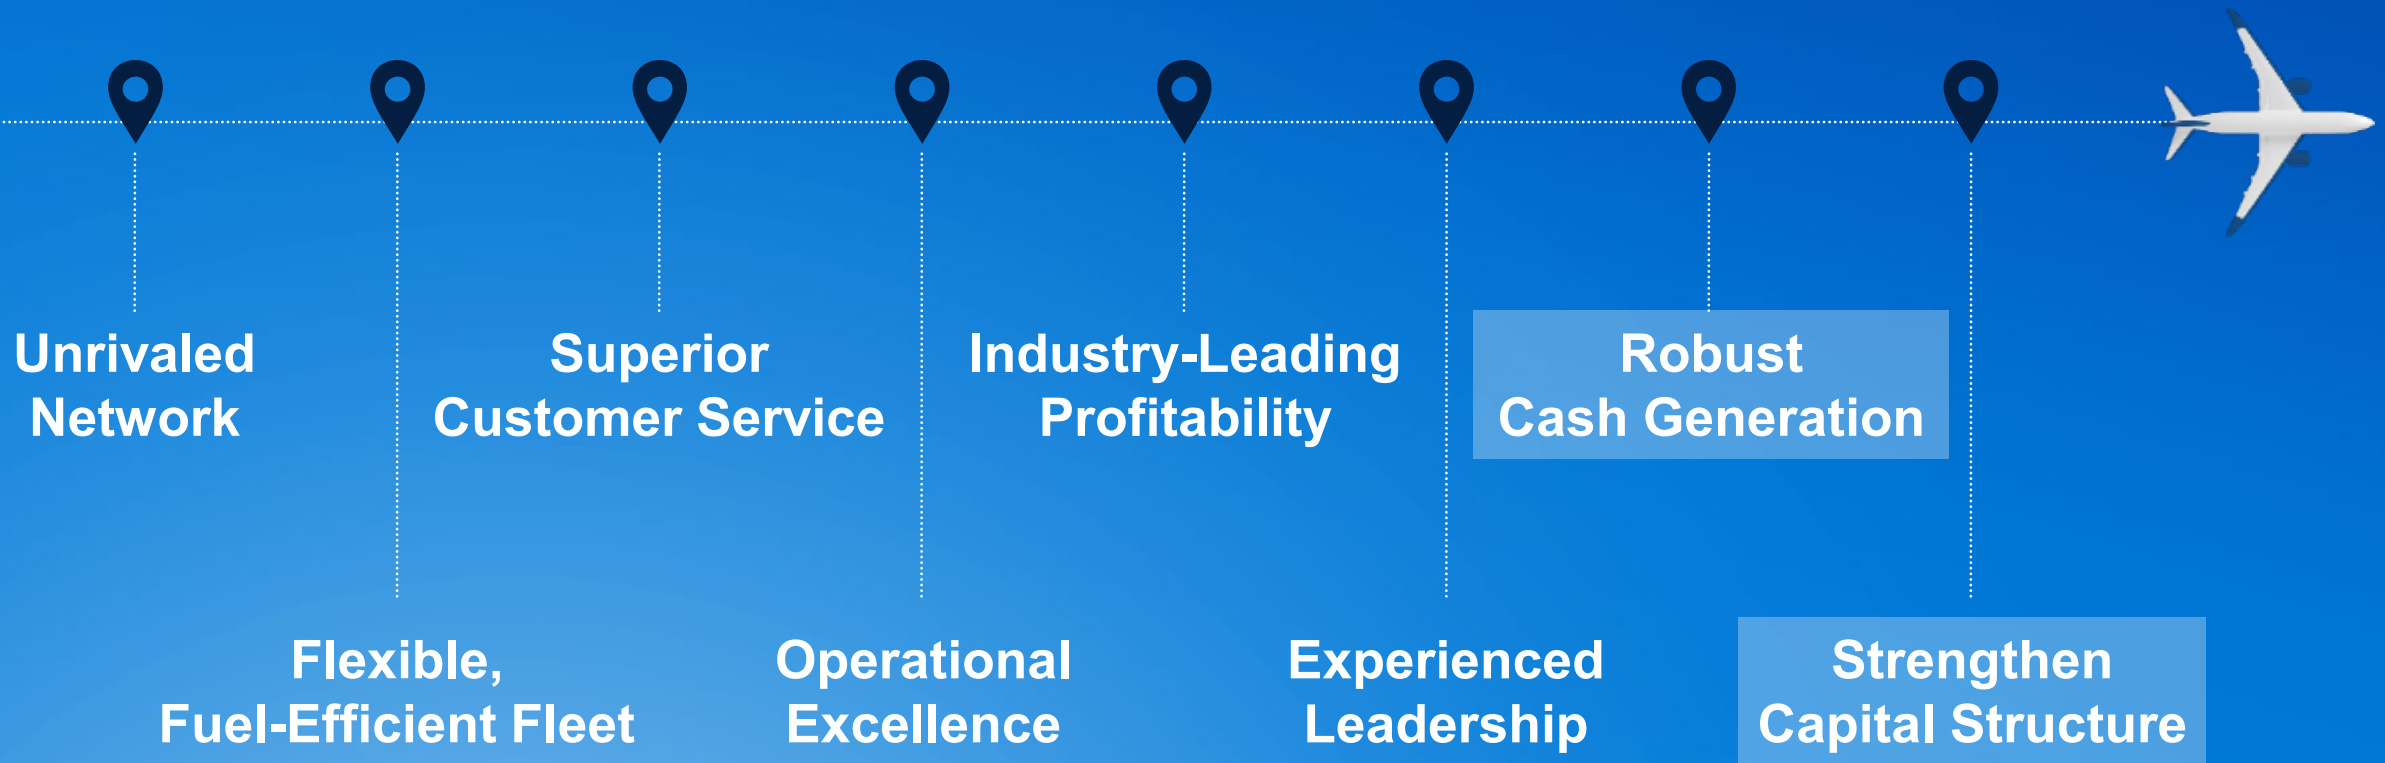 Unrivaled
Network
Flexible,
Fuel-Efficient Fleet
Superior
Customer Service
Operational
Excellence
Industry-Leading
Profitability
Experienced
Leadership
Robust
Cash Generation
Strengthen
Capital Structure